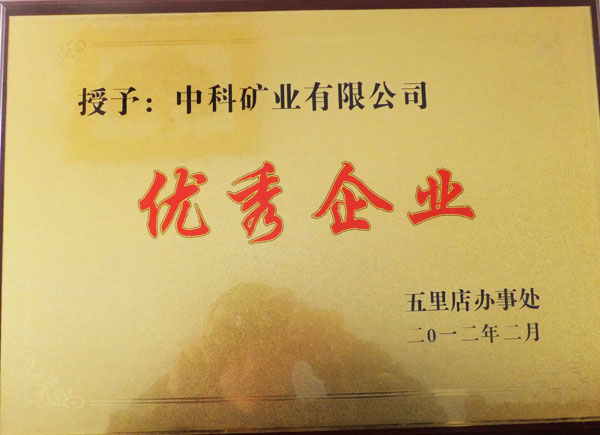 授予：中科矿业有限公司
优秀企业
五里店办事处
二0一二年二月